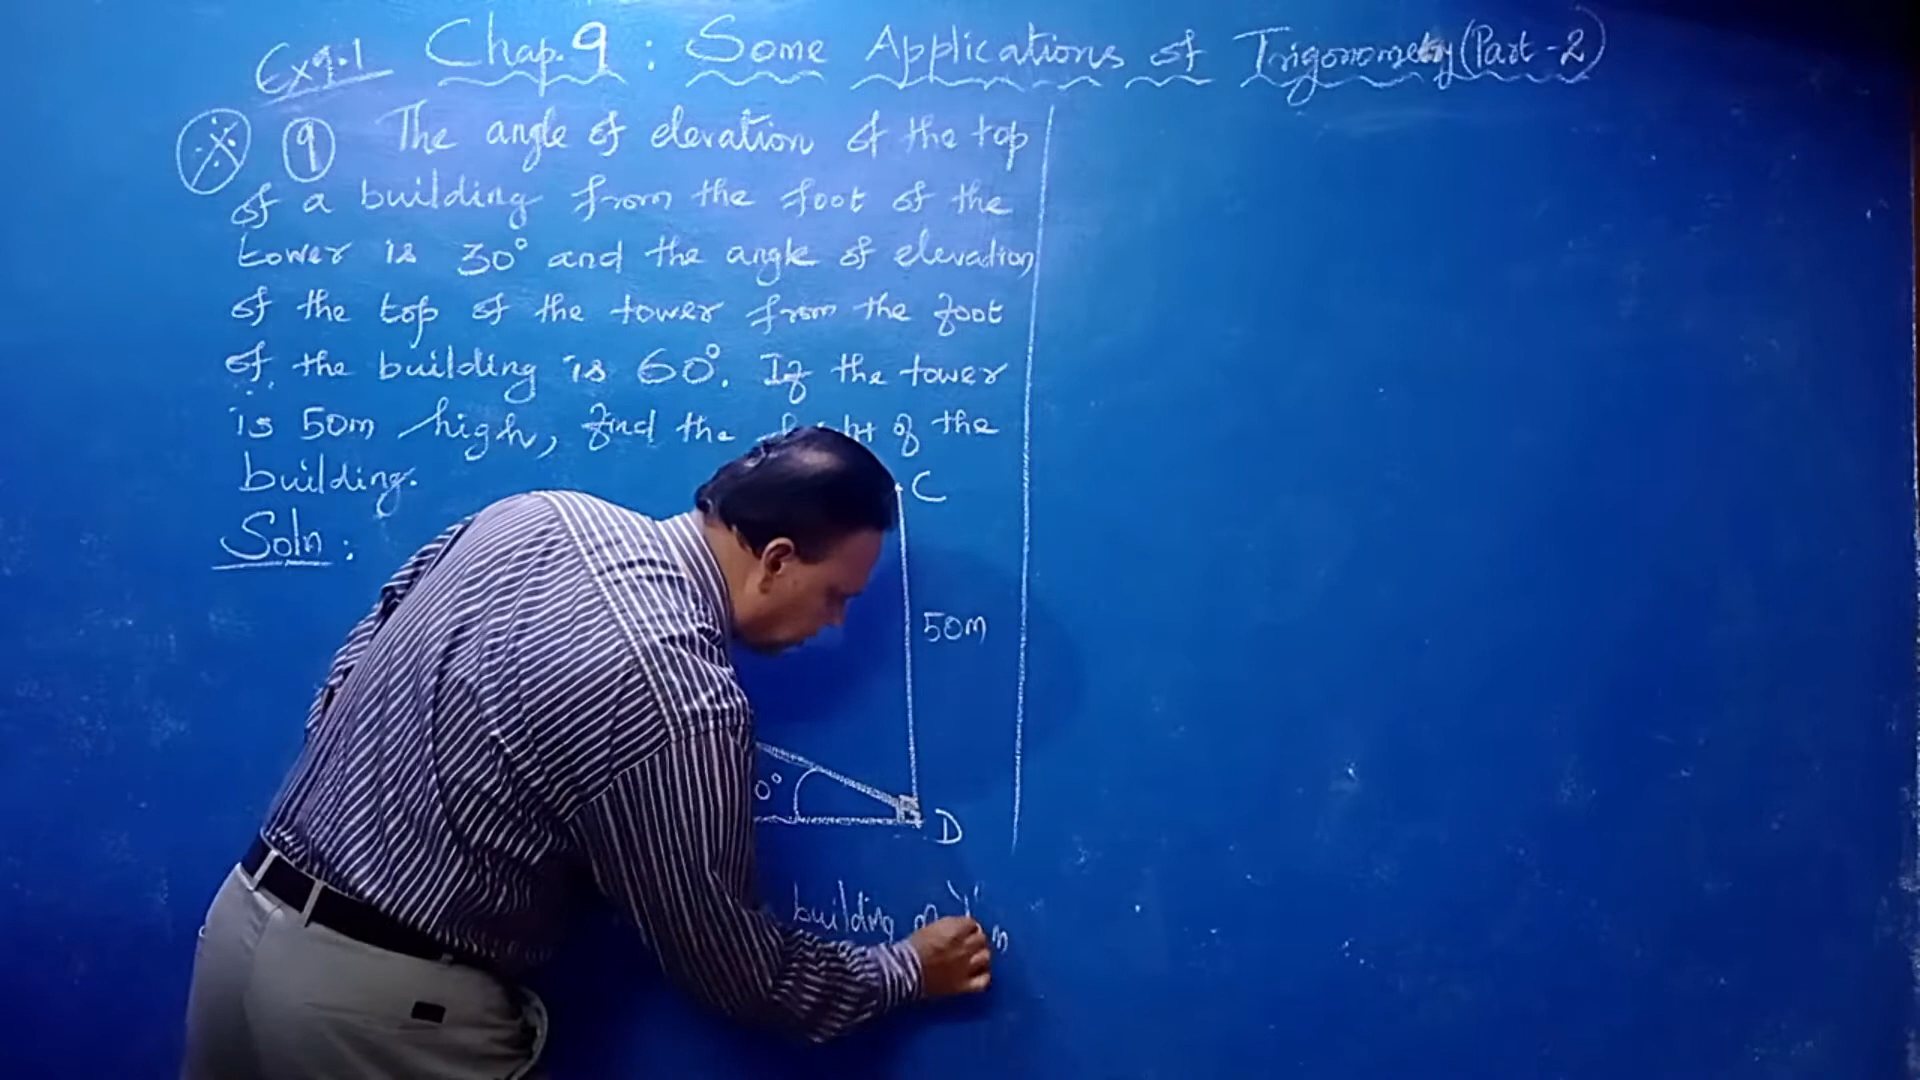 Ex 9.1 Chap. 9 : Some Applications of Trigonometry (Part - 2)
9 The angle of elevation of the top
of a building from the foot of the
tower is 30° and the angle of elevation
of the top of the tower from the foot
of the building is 60°. If the tower
is 50m high, find the of the
building.
Soln :
C
50m
0°
D
building
m